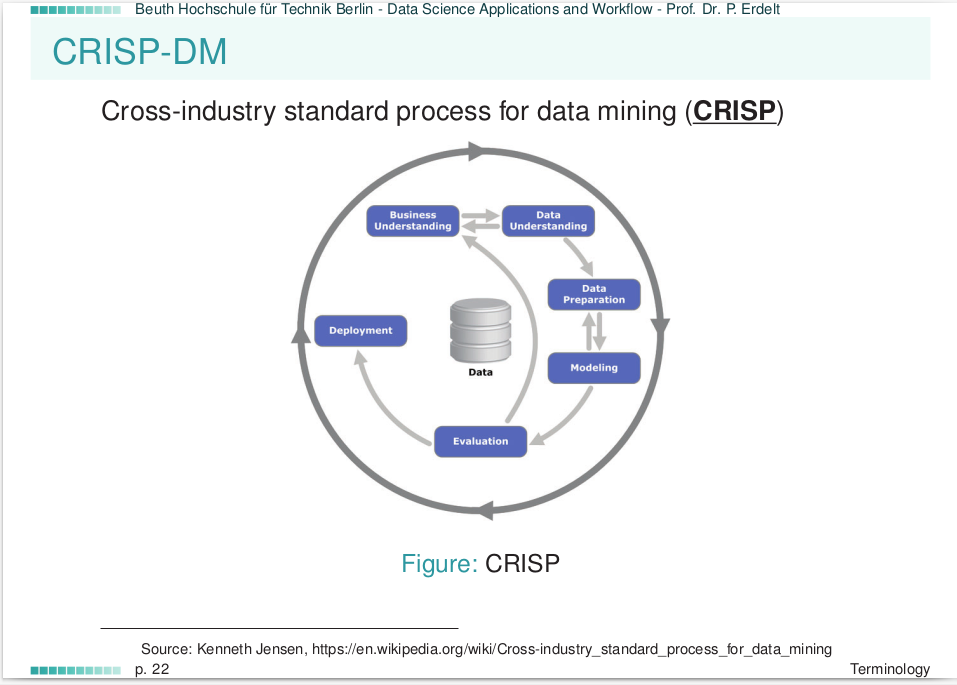 Beuth Hochschule für Technik Berlin - Data Science Applications and Workflow - Prof. Dr. P. Erdelt
CRISP-DM
Cross-industry standard process for data mining (CRISP)
Business
Understanding
Data
Understanding
Data
Preparation
Deployment
Data
Modeling
Evaluation
Figure: CRISP
Source: Kenneth Jensen, https://en.wikipedia.org/wiki/Cross-industry_standard_process_for_data_mining
p. 22
Terminology